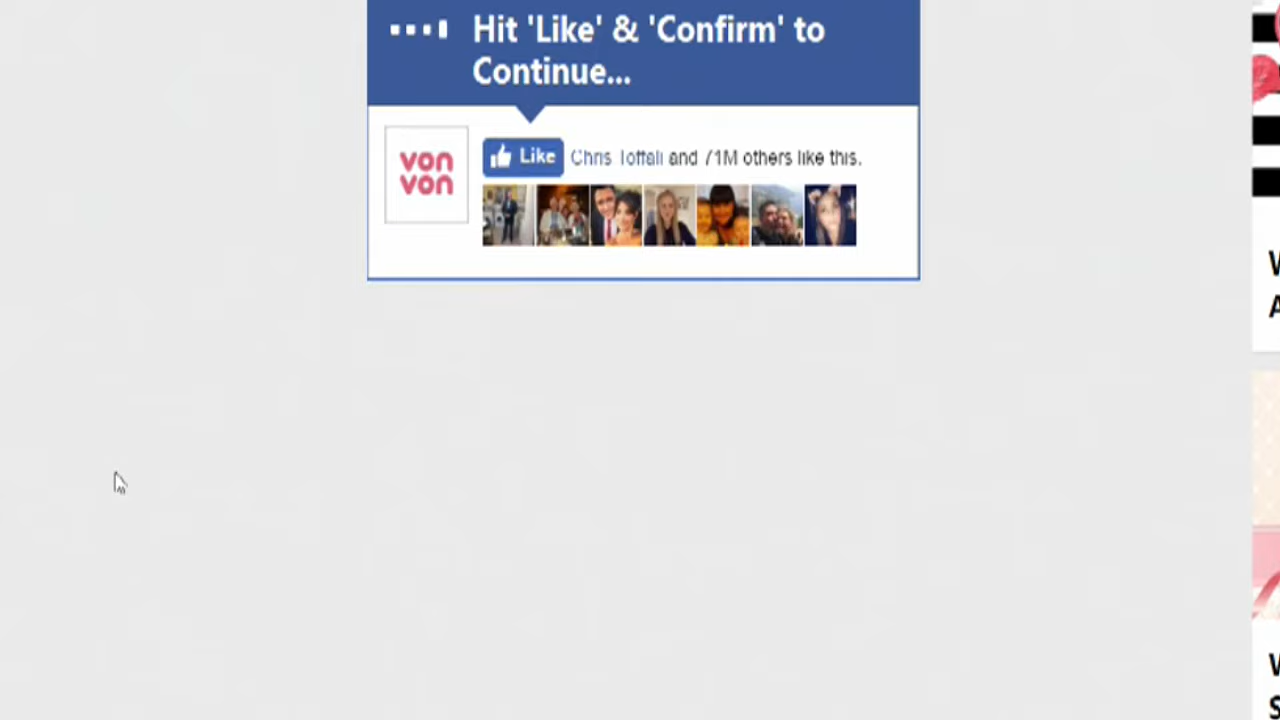 Hit 'Like' & 'Confirm' to
Continue...
von
von
Like
Chris Toffali and 71M others like this.
W
A
W
S